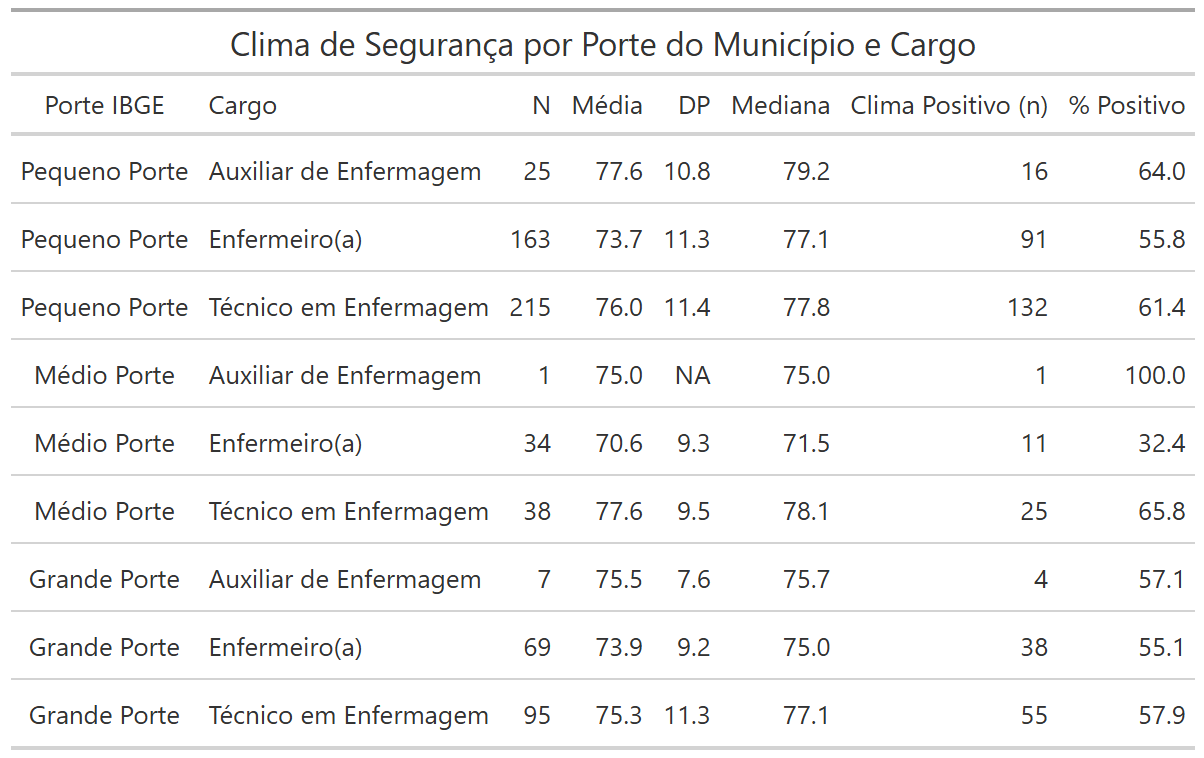 Clima de Segurança por Porte do Município e Cargo
Porte IBGE Cargo N Média DP Mediana Clima Positivo (n) % Positivo
Pequeno Porte Auxiliar de Enfermagem 25 77.6 10.8 79.2 16 64.0
Pequeno Porte Enfermeiro(a) 163 73.7 11.3 77.1 91 55.8
Pequeno Porte Técnico em Enfermagem 215 76.0 11.4 77.8 132 61.4
Médio Porte Auxiliar de Enfermagem 1 75.0 NA 75.0 1 100.0
Médio Porte Enfermeiro(a) 34 70.6 9.3 71.5 11 32.4
Médio Porte Técnico em Enfermagem 38 77.6 9.5 78.1 25 65.8
Grande Porte Auxiliar de Enfermagem 7 75.5 7.6 75.7 4 57.1
Grande Porte Enfermeiro(a) 69 73.9 9.2 75.0 38 55.1
Grande Porte Técnico em Enfermagem 95 75.3 11.3 77.1 55 57.9